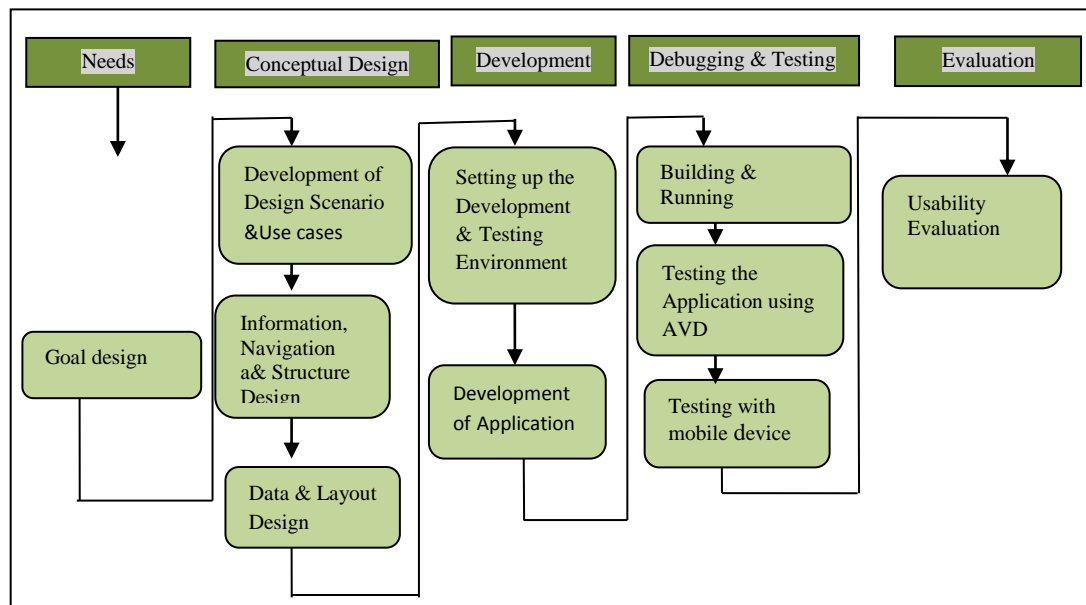 Needs
Conceptual Design
Development
Debugging & Testing
Evaluation
Goal design
Development of
Design Scenario
&Use cases
Information,
Navigation
a& Structure
Design
Data & Layout
Design
Setting up the
Development
& Testing
Environment
Development
of Application
Building &
Running
Testing the
Application using
AVD
Testing with
mobile device
Usability
Evaluation